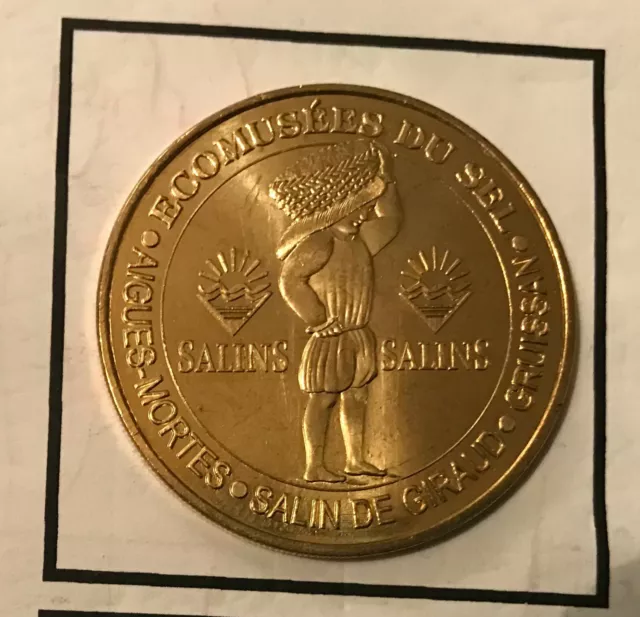 ECOMUSÉES DU SEL
SALINS SALINS
• AIGUES-MORTES • SALIN DE GIRAUD • GRUISSAN •